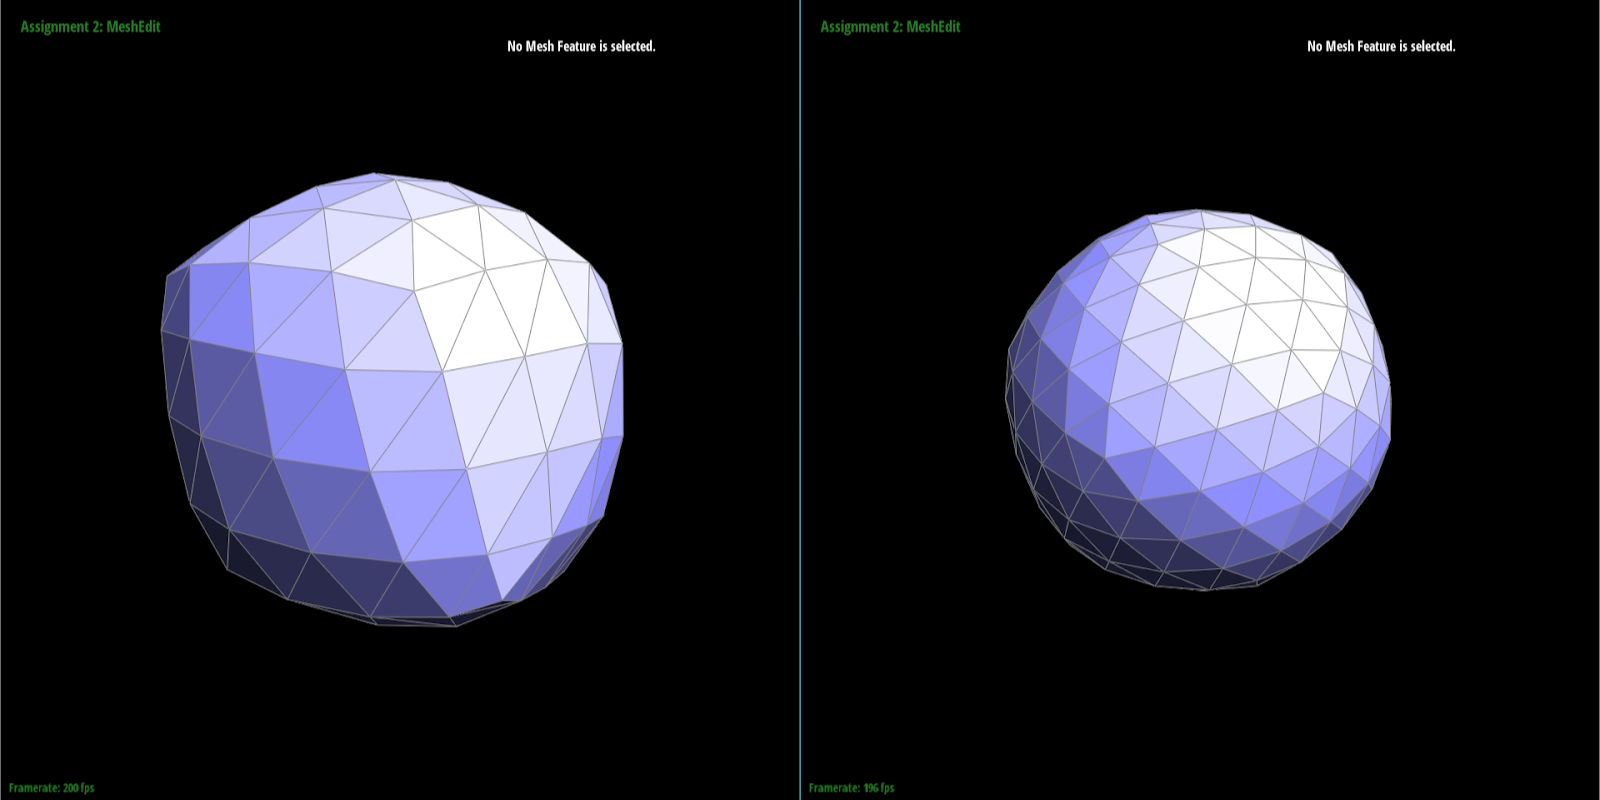 Assignment 2: MeshEdit
No Mesh Feature is selected.
Framerate: 200 fps
Assignment 2: MeshEdit
No Mesh Feature is selected.
Framerate: 196 fps